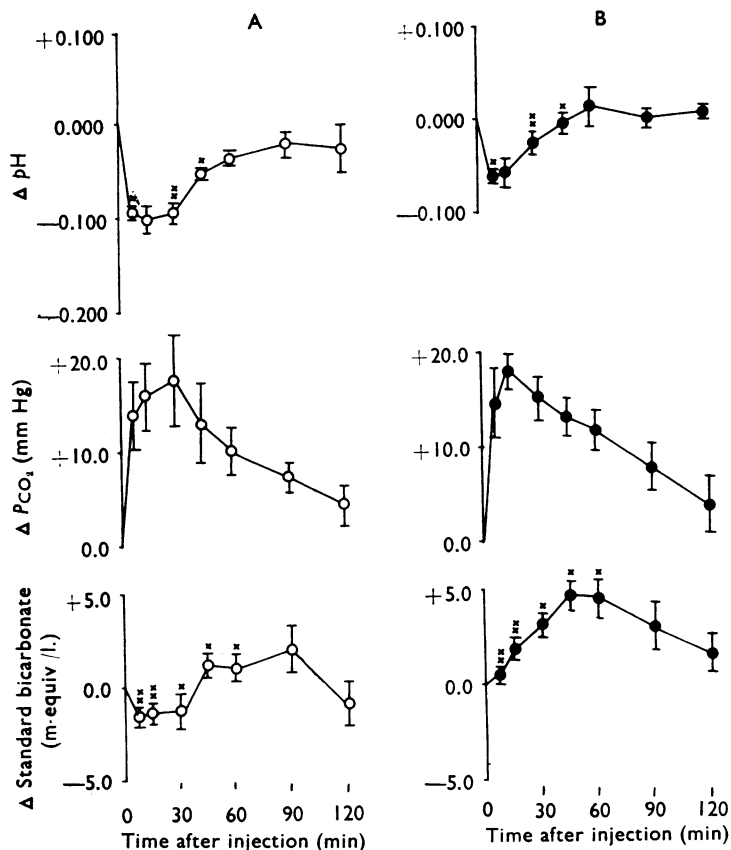 A
B
+0.100
0.000
—0.100
—0.200
Δ pH
+0.100
0.000
—0.100
+20.0
+10.0
0.0
Δ PCO₂ (mm Hg)
+20.0
+10.0
0.0
+5.0
0.0
—5.0
Δ Standard bicarbonate
(m-equiv/l.)
+5.0
0.0
—5.0
0 30 60 90 120
Time after injection (min)
0 30 60 90 120
Time after injection (min)